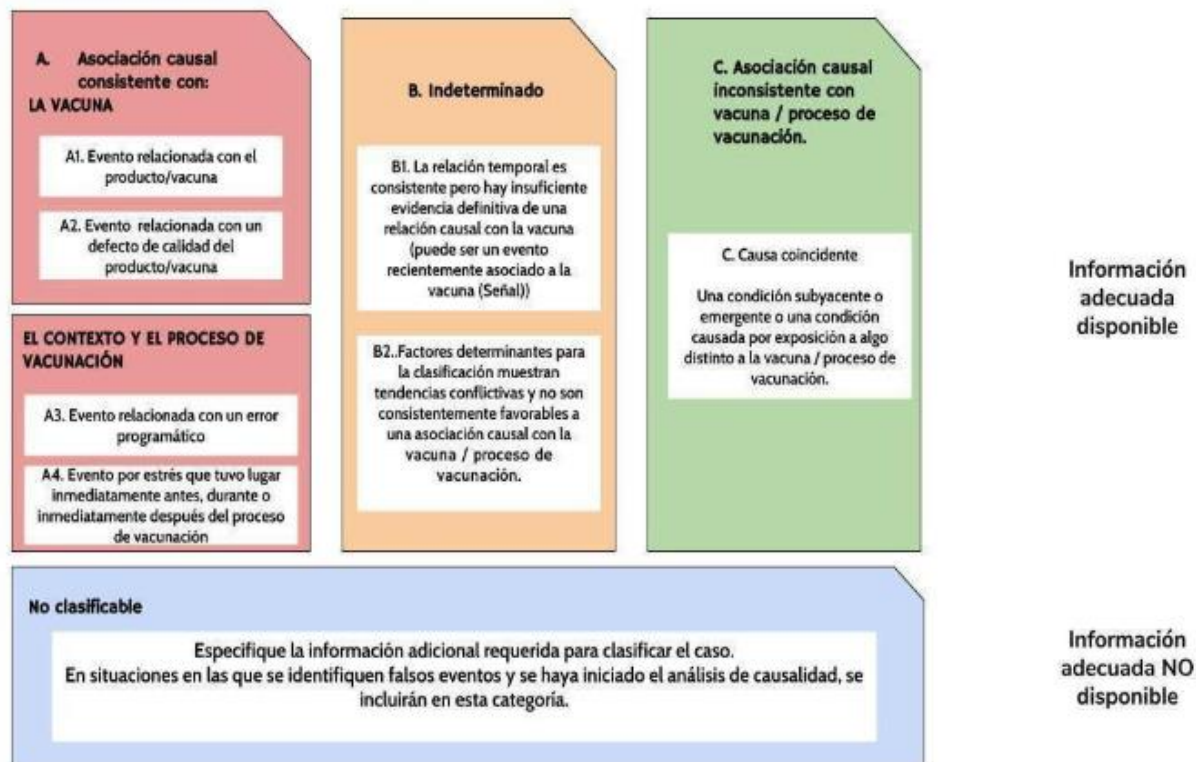 A. Asociación causal
consistente con:
LA VACUNA
A1. Evento relacionada con el
producto/vacuna
A2. Evento relacionada con un
defecto de calidad del
producto/vacuna
EL CONTEXTO Y EL PROCESO DE
VACUNACIÓN
A3. Evento relacionada con un error
programático
A4. Evento por estrés que tuvo lugar
inmediatamente antes, durante o
inmediatamente después del proceso
de vacunación
B. Indeterminado
B1. La relación temporal es
consistente pero hay insuficiente
evidencia definitiva de una
relación causal con la vacuna
(puede ser un evento
recientemente asociado a la
vacuna (Señal))
B2..Factores determinantes para
la clasificación muestran
tendencias conflictivas y no son
consistentemente favorables a
una asociación causal con la
vacuna / proceso de
vacunación.
C. Asociación causal
inconsistente con
vacuna / proceso de
vacunación.
C. Causa coincidente
Una condición subyacente o
emergente o una condición
causada por exposición a algo
distinto a la vacuna / proceso de
vacunación.
Información
adecuada
disponible
No clasificable
Especifique la información adicional requerida para clasificar el caso.
En situaciones en las que se identifiquen falsos eventos y se haya iniciado el análisis de causalidad, se
incluirán en esta categoría.
Información
adecuada NO
disponible